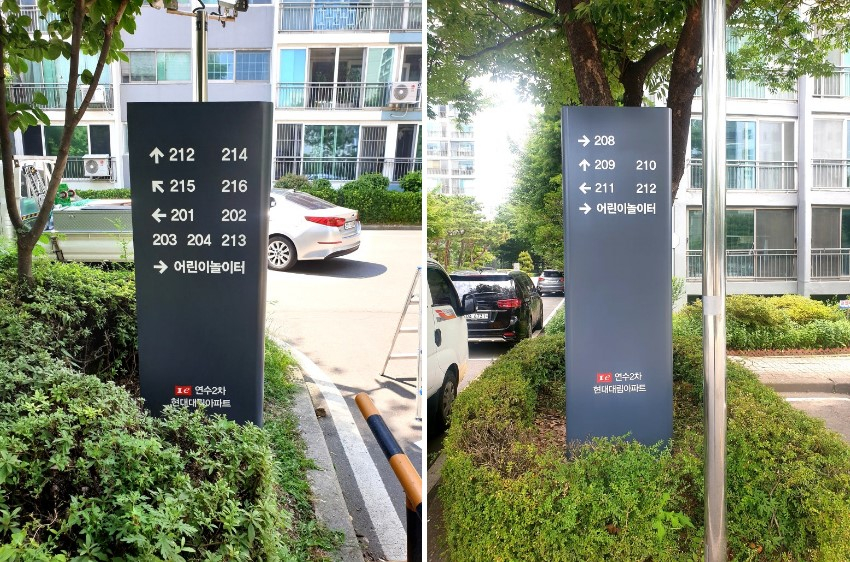 ↑ 212 214
↖ 215 216
← 201 202
203 204 213
→ 어린이놀이터
연수2차
현대대림아파트
→ 208
↑ 209 210
← 211 212
→ 어린이놀이터
연수2차
현대대림아파트